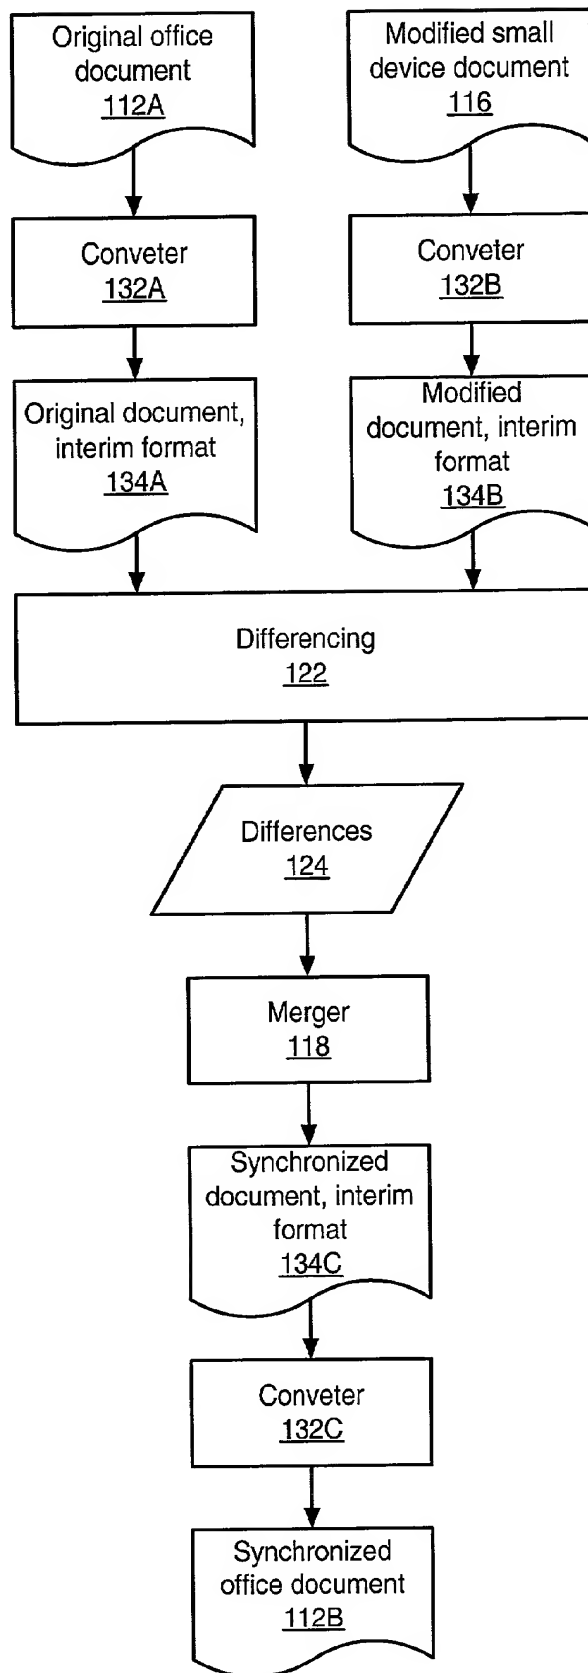 Original office
document
112A
Modified small
device document
116
Conveter
132A
Conveter
132B
Original document,
interim format
134A
Modified
document, interim
format
134B
Differencing
122
Differences
124
Merger
118
Synchronized
document, interim
format
134C
Conveter
132C
Synchronized
office document
112B